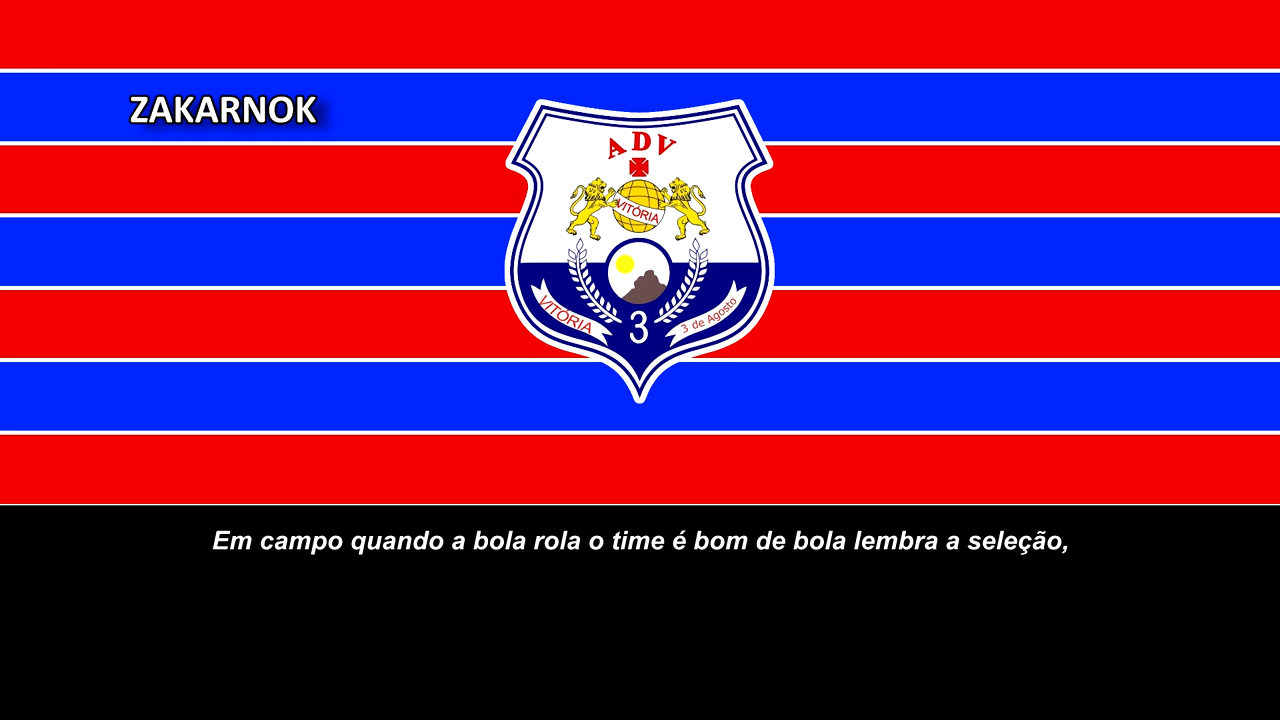 ZAKARNOK
ADV
VITÓRIA
VITÓRIA
3 de Agosto
3
Em campo quando a bola rola o time é bom de bola lembra a seleção,